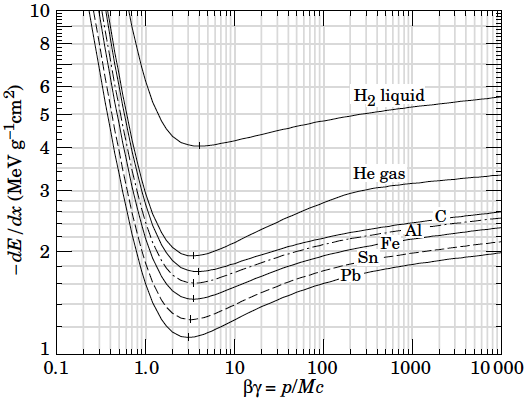 10
8
6
5
4
3
2
1
−dE/dx (MeV g⁻¹cm²)
H₂ liquid
He gas
C
Al
Fe
Sn
Pb
0.1 1.0 10 100 1000 10 000
βγ = p/Mc